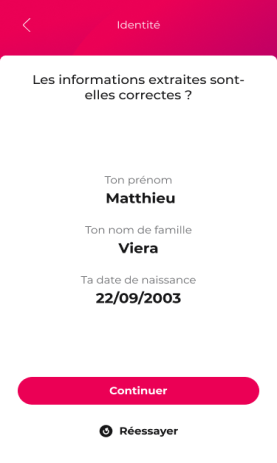 Identité
Les informations extraites sont-
elles correctes ?
Ton prénom
Matthieu
Ton nom de famille
Viera
Ta date de naissance
22/09/2003
Continuer
Réessayer